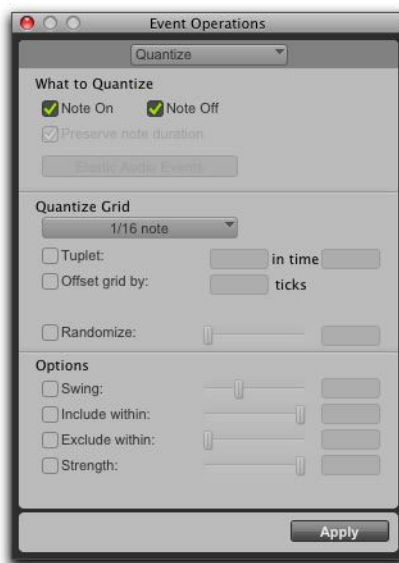 Event Operations
Quantize
What to Quantize
Note On Note Off
Preserve note duration
Elastic Audio Events
Quantize Grid
1/16 note
Tuplet: in time
Offset grid by: ticks
Randomize:
Options
Swing:
Include within:
Exclude within:
Strength:
Apply